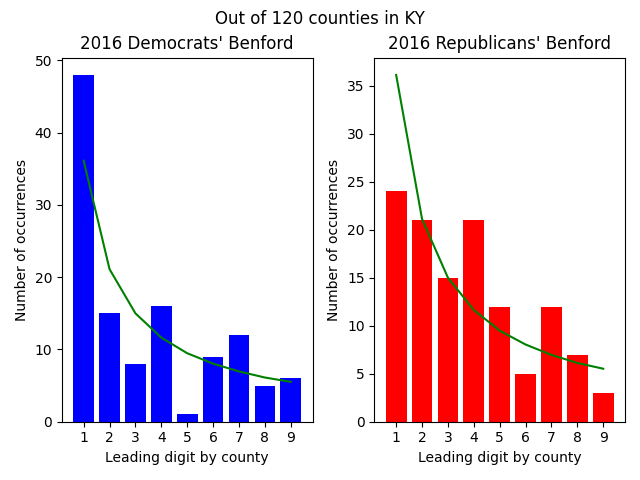 Out of 120 counties in KY
2016 Democrats' Benford
Number of occurrences
50
40
30
20
10
0
1 2 3 4 5 6 7 8 9
Leading digit by county
2016 Republicans' Benford
Number of occurrences
35
30
25
20
15
10
5
0
1 2 3 4 5 6 7 8 9
Leading digit by county